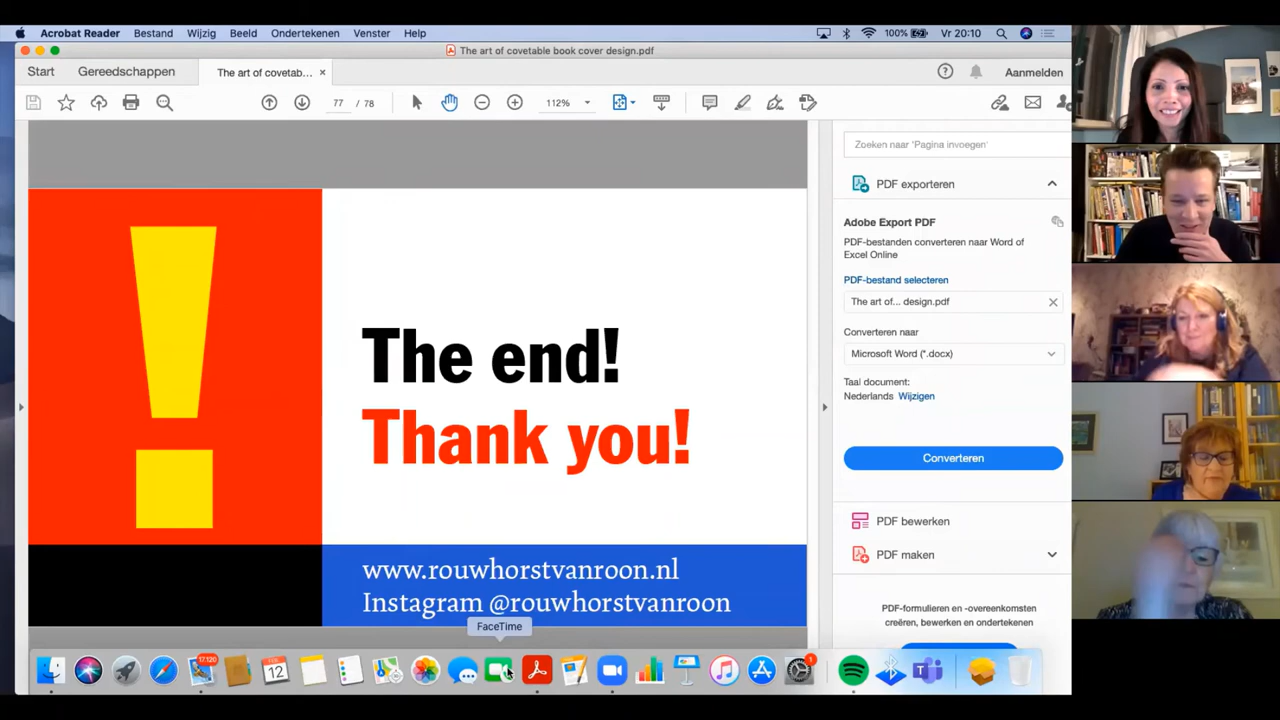 Acrobat Reader Bestand Wijzig Beeld Ondertekenen Venster Help 100% Vr 20:10
The art of covetable book cover design.pdf
Start Gereedschappen The art of covetab... × Aanmelden
77 / 78 112%
Zoeken naar 'Pagina invoegen'
PDF exporteren
Adobe Export PDF
PDF-bestanden converteren naar Word of
Excel Online
PDF-bestand selecteren
The art of... design.pdf
Converteren naar
Microsoft Word (*.docx)
Taal document:
Nederlands Wijzigen
Converteren
PDF bewerken
PDF maken
PDF-formulieren en -overeenkomsten
creëren, bewerken en ondertekenen
!
The end!
Thank you!
www.rouwhorstvanroon.nl
Instagram @rouwhorstvanroon
FaceTime
17.120
12
1